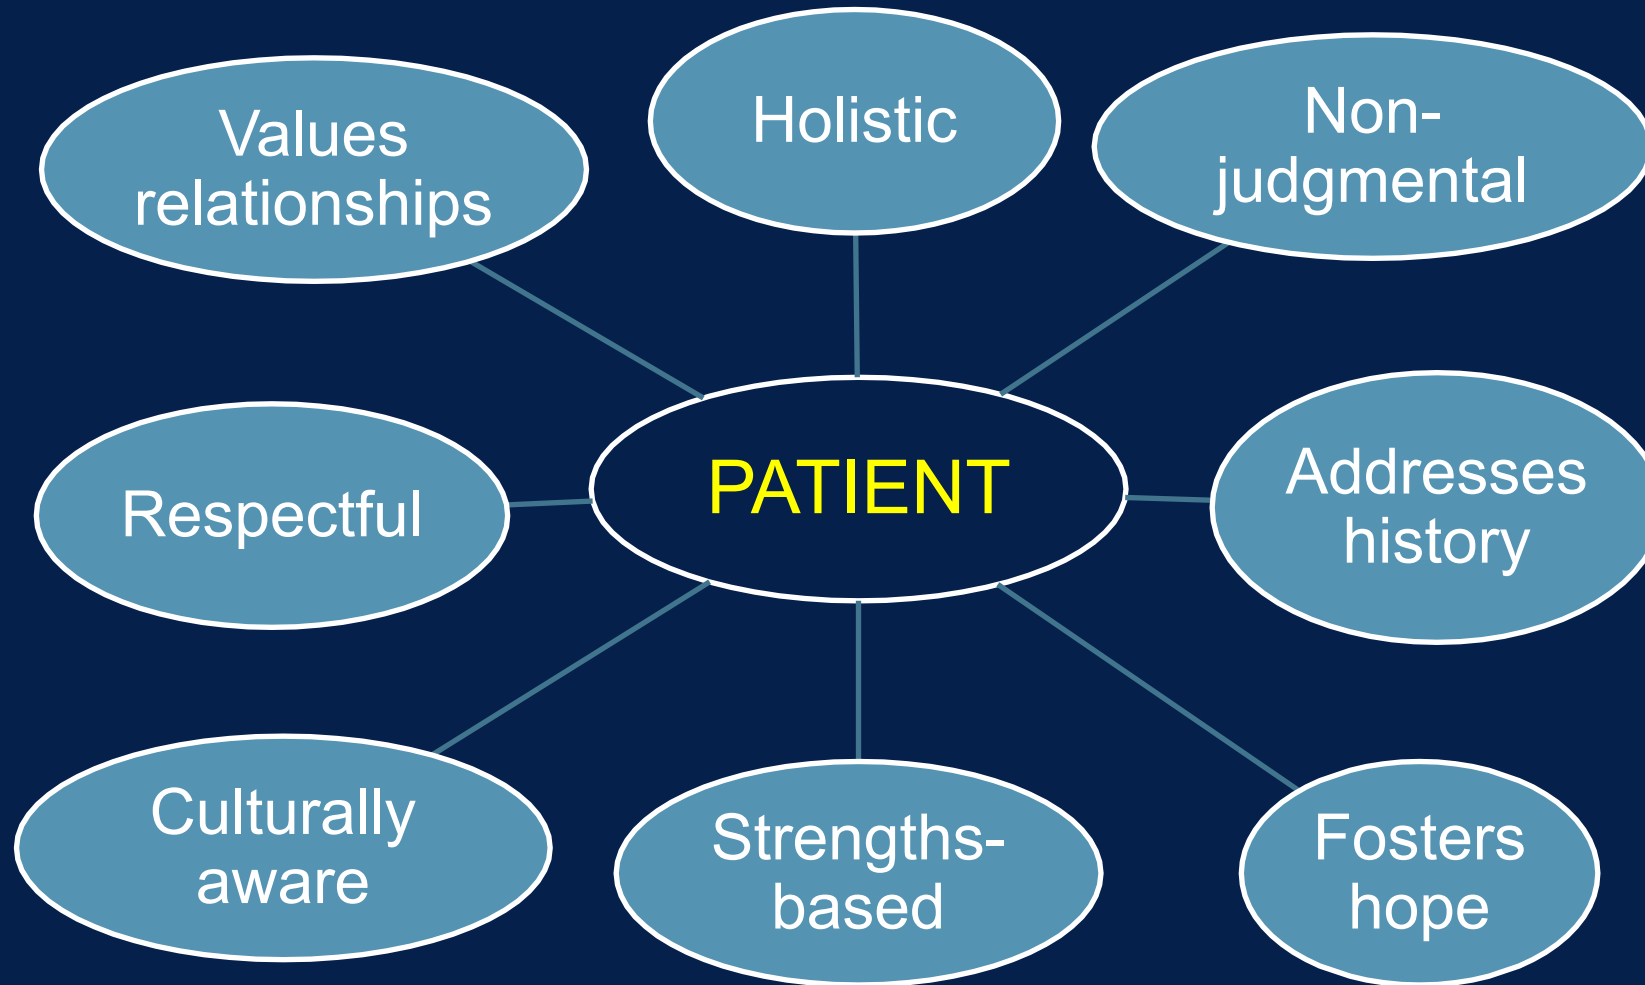 Values
relationships
Holistic
Non-
judgmental
Respectful
PATIENT
Addresses
history
Culturally
aware
Strengths-
based
Fosters
hope